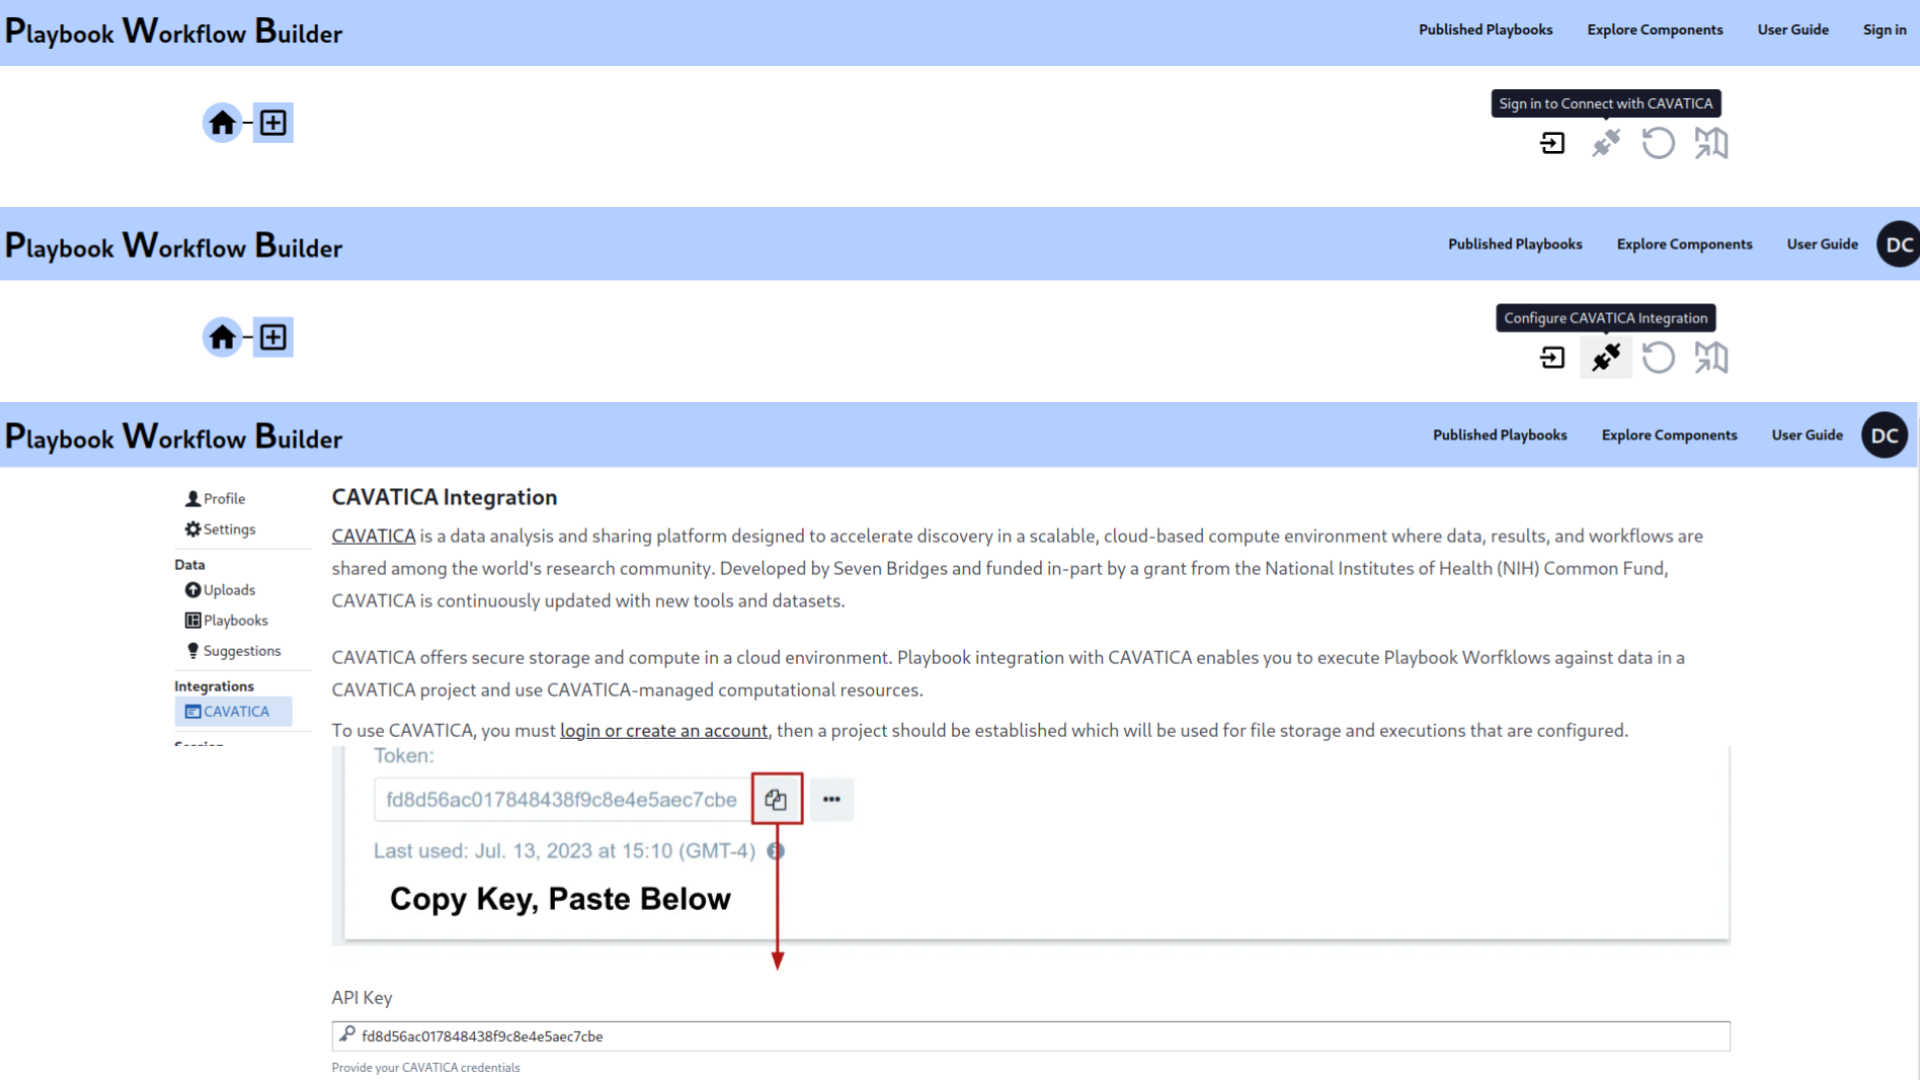 Playbook Workflow Builder
Published Playbooks Explore Components User Guide Sign in
Sign in to Connect with CAVATICA
Playbook Workflow Builder
Published Playbooks Explore Components User Guide DC
Configure CAVATICA Integration
Playbook Workflow Builder
Published Playbooks Explore Components User Guide DC
Profile
Settings
Data
Uploads
Playbooks
Suggestions
Integrations
CAVATICA
Session
CAVATICA Integration
CAVATICA is a data analysis and sharing platform designed to accelerate discovery in a scalable, cloud-based compute environment where data, results, and workflows are
shared among the world's research community. Developed by Seven Bridges and funded in-part by a grant from the National Institutes of Health (NIH) Common Fund,
CAVATICA is continuously updated with new tools and datasets.
CAVATICA offers secure storage and compute in a cloud environment. Playbook integration with CAVATICA enables you to execute Playbook Worfklows against data in a
CAVATICA project and use CAVATICA-managed computational resources.
To use CAVATICA, you must login or create an account, then a project should be established which will be used for file storage and executions that are configured.
Token:
fd8d56ac017848438f9c8e4e5aec7cbe
Last used: Jul. 13, 2023 at 15:10 (GMT-4)
Copy Key, Paste Below
API Key
fd8d56ac017848438f9c8e4e5aec7cbe
Provide your CAVATICA credentials